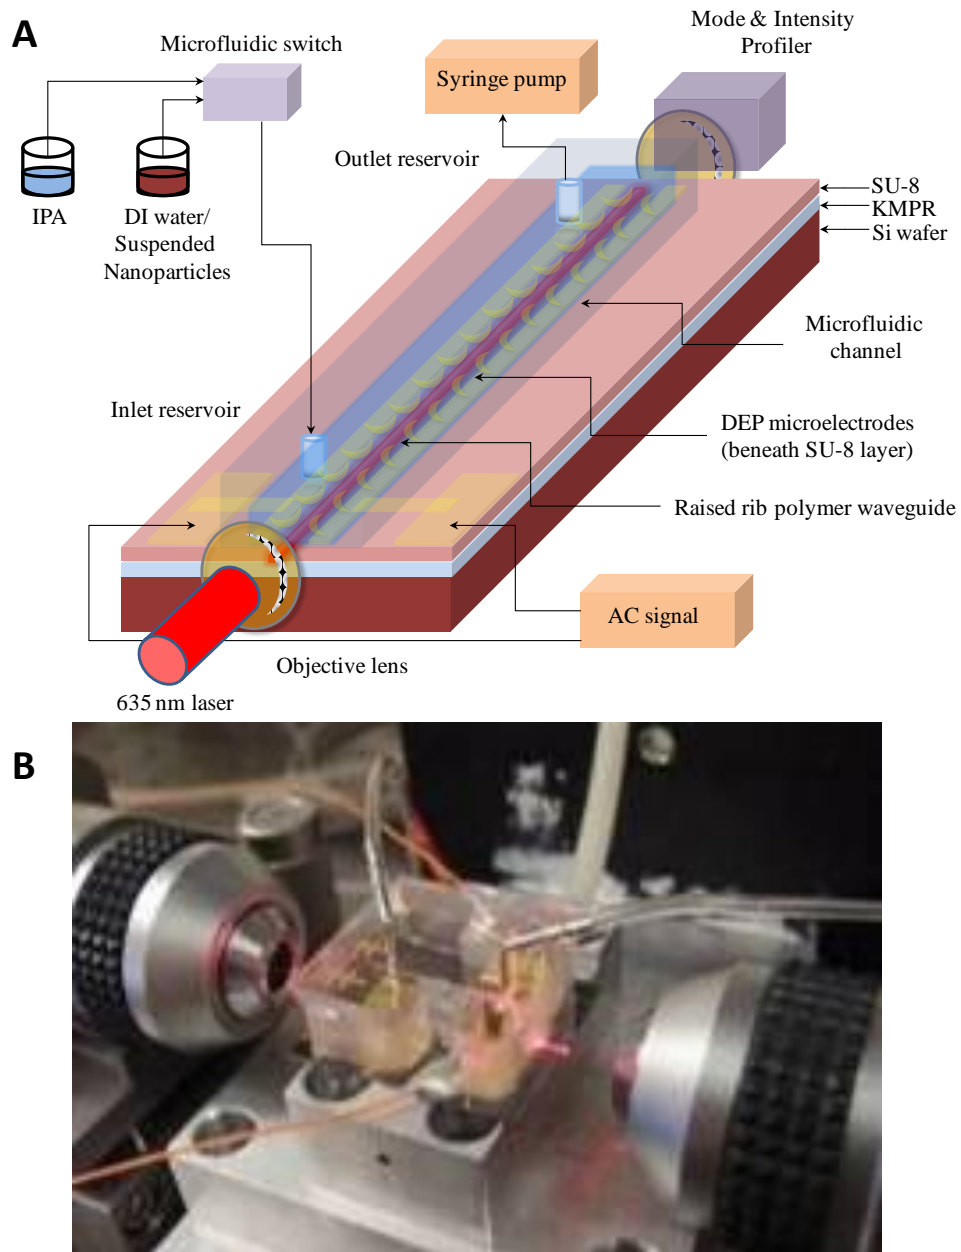 A
Microfluidic switch
Mode & Intensity
Profiler
Syringe pump
Outlet reservoir
IPA
DI water/
Suspended
Nanoparticles
SU-8
KMPR
Si wafer
Microfluidic
channel
Inlet reservoir
DEP microelectrodes
(beneath SU-8 layer)
Raised rib polymer waveguide
AC signal
Objective lens
635 nm laser
B